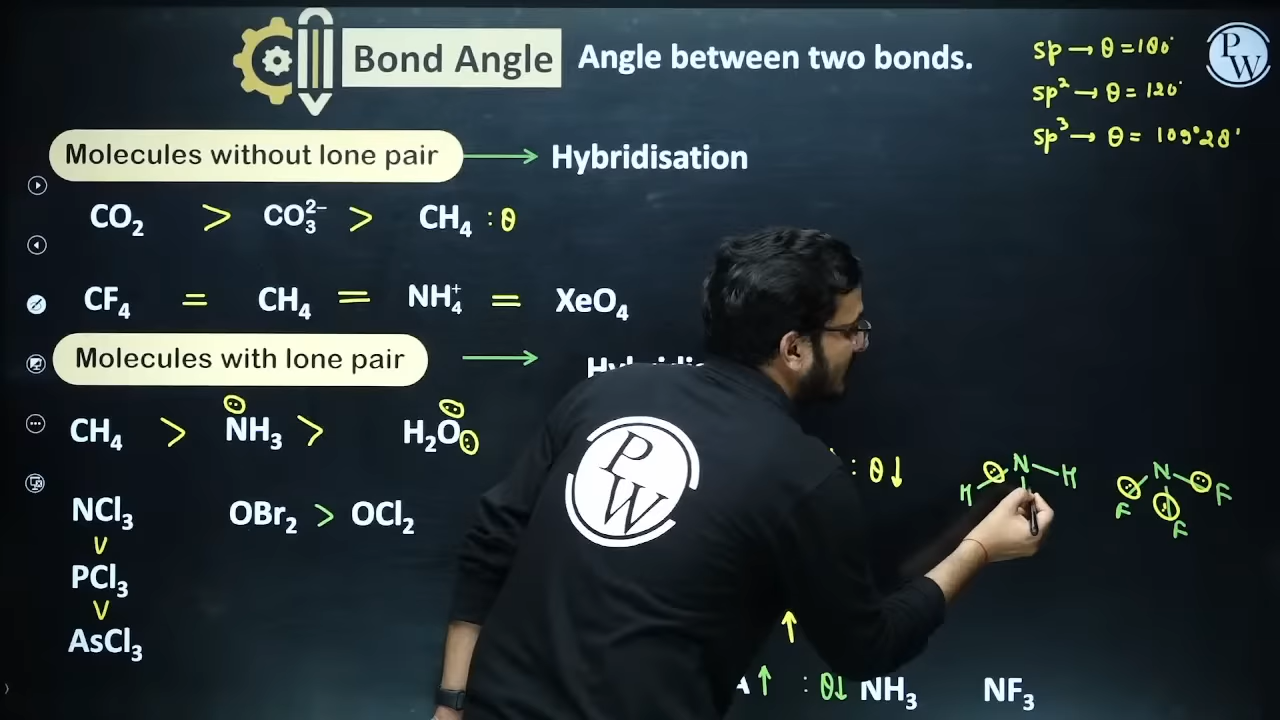 Bond Angle Angle between two bonds.
sp → θ = 180°
sp² → θ = 120°
sp³ → θ = 109°28'
PW
Molecules without lone pair → Hybridisation
CO₂ > CO₃²⁻ > CH₄ : θ
CF₄ = CH₄ = NH₄⁺ = XeO₄
Molecules with lone pair →
CH₄ > NH₃ > H₂O
: θ↓
H N H
N F F F
NCl₃ OBr₂ > OCl₂
v
PCl₃
v
AsCl₃
PW
↑
A ↑ : θ↓ NH₃ NF₃